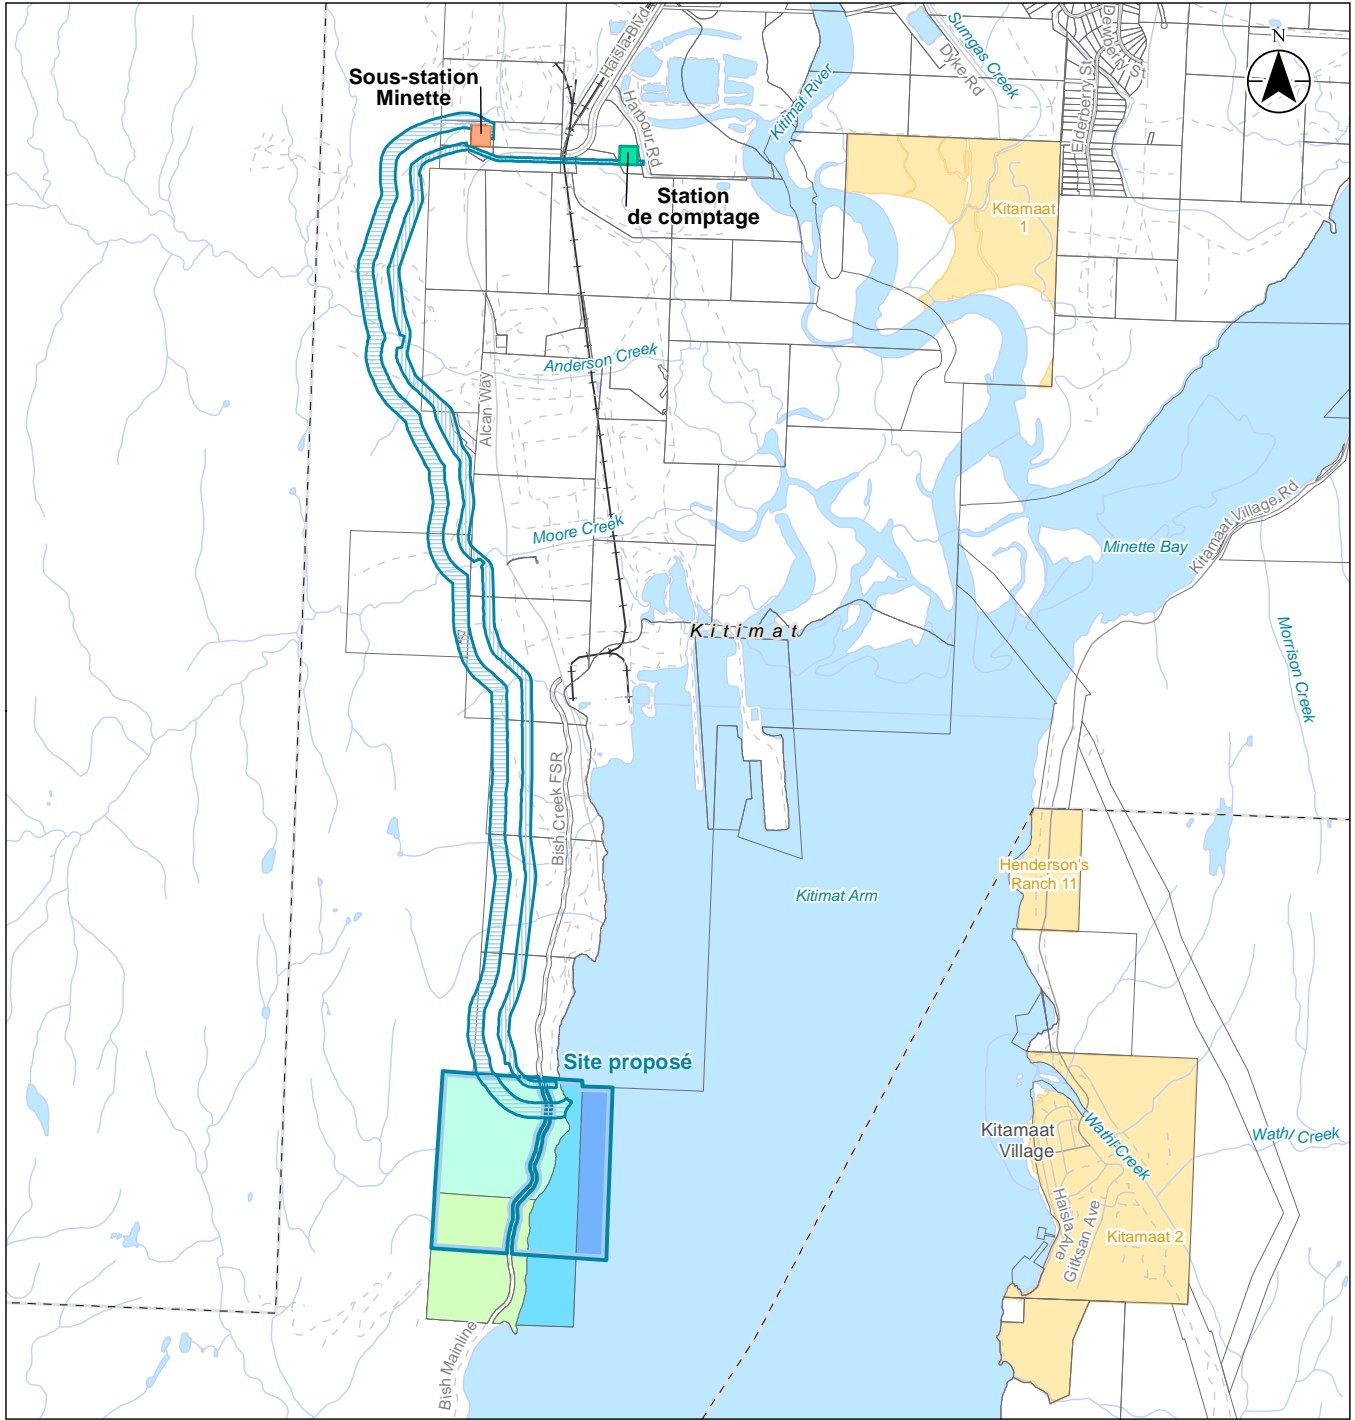 Haisla Blvd
Sumgas Creek
Dewberry St
N
Dyke Rd
Sous-station
Minette
Kitimat River
Harbour Rd
Elderberry St
Station
de comptage
Kitamaat
1
Anderson Creek
Alcan Way
Kitamaat Village Rd
Moore Creek
Minette Bay
Kitimat
Morrison Creek
Bish Creek FSR
Henderson's
Ranch 11
Kitimat Arm
Site proposé
Kitamaat
Village
Wathl Creek
Wathl Creek
Haisla Ave
Gitksan Ave
Kitamaat 2
Bish Mainline